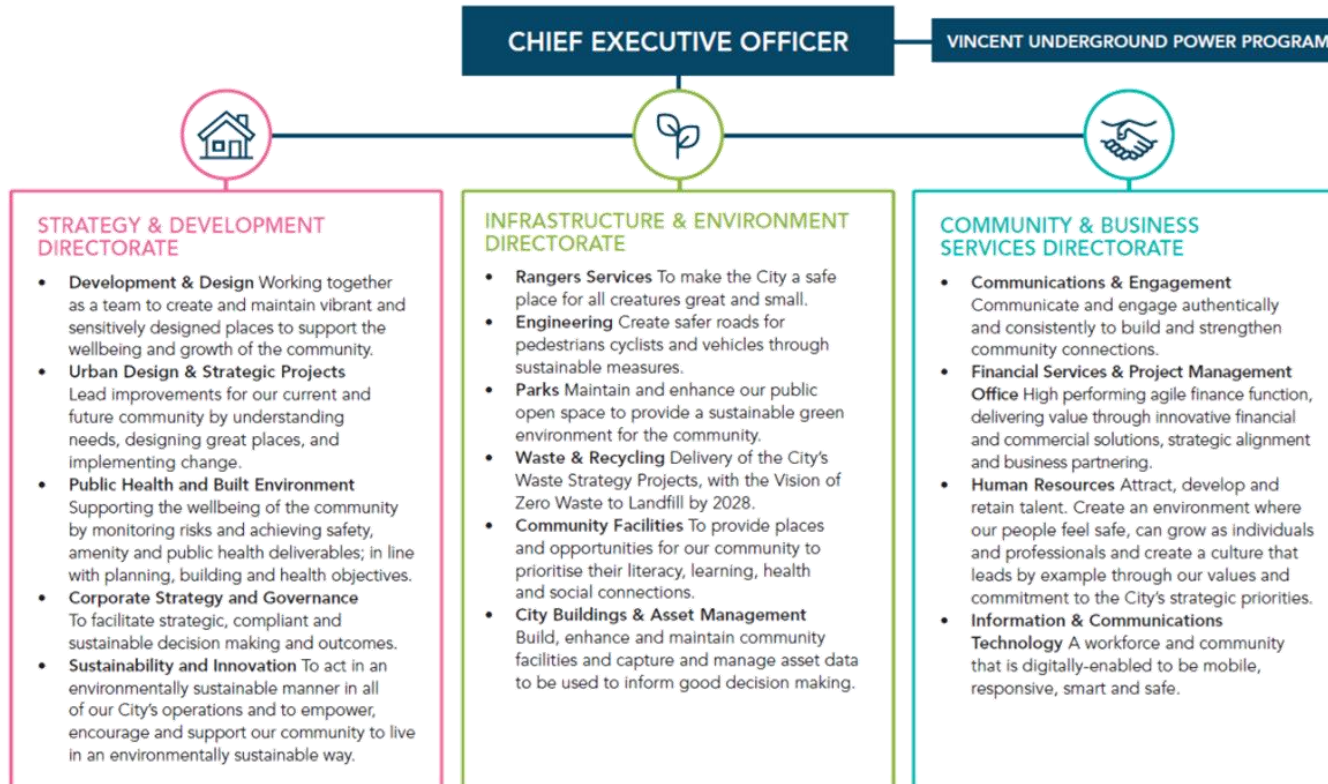 CHIEF EXECUTIVE OFFICER
VINCENT UNDERGROUND POWER PROGRAM
STRATEGY & DEVELOPMENT
DIRECTORATE
• Development & Design Working together
as a team to create and maintain vibrant and
sensitively designed places to support the
wellbeing and growth of the community.
• Urban Design & Strategic Projects
Lead improvements for our current and
future community by understanding
needs, designing great places, and
implementing change.
• Public Health and Built Environment
Supporting the wellbeing of the community
by monitoring risks and achieving safety,
amenity and public health deliverables; in line
with planning, building and health objectives.
• Corporate Strategy and Governance
To facilitate strategic, compliant and
sustainable decision making and outcomes.
• Sustainability and Innovation To act in an
environmentally sustainable manner in all
of our City's operations and to empower,
encourage and support our community to live
in an environmentally sustainable way.
INFRASTRUCTURE & ENVIRONMENT
DIRECTORATE
• Rangers Services To make the City a safe
place for all creatures great and small.
• Engineering Create safer roads for
pedestrians cyclists and vehicles through
sustainable measures.
• Parks Maintain and enhance our public
open space to provide a sustainable green
environment for the community.
• Waste & Recycling Delivery of the City's
Waste Strategy Projects, with the Vision of
Zero Waste to Landfill by 2028.
• Community Facilities To provide places
and opportunities for our community to
prioritise their literacy, learning, health
and social connections.
• City Buildings & Asset Management
Build, enhance and maintain community
facilities and capture and manage asset data
to be used to inform good decision making.
COMMUNITY & BUSINESS
SERVICES DIRECTORATE
• Communications & Engagement
Communicate and engage authentically
and consistently to build and strengthen
community connections.
• Financial Services & Project Management
Office High performing agile finance function,
delivering value through innovative financial
and commercial solutions, strategic alignment
and business partnering.
• Human Resources Attract, develop and
retain talent. Create an environment where
our people feel safe, can grow as individuals
and professionals and create a culture that
leads by example through our values and
commitment to the City's strategic priorities.
• Information & Communications
Technology A workforce and community
that is digitally-enabled to be mobile,
responsive, smart and safe.